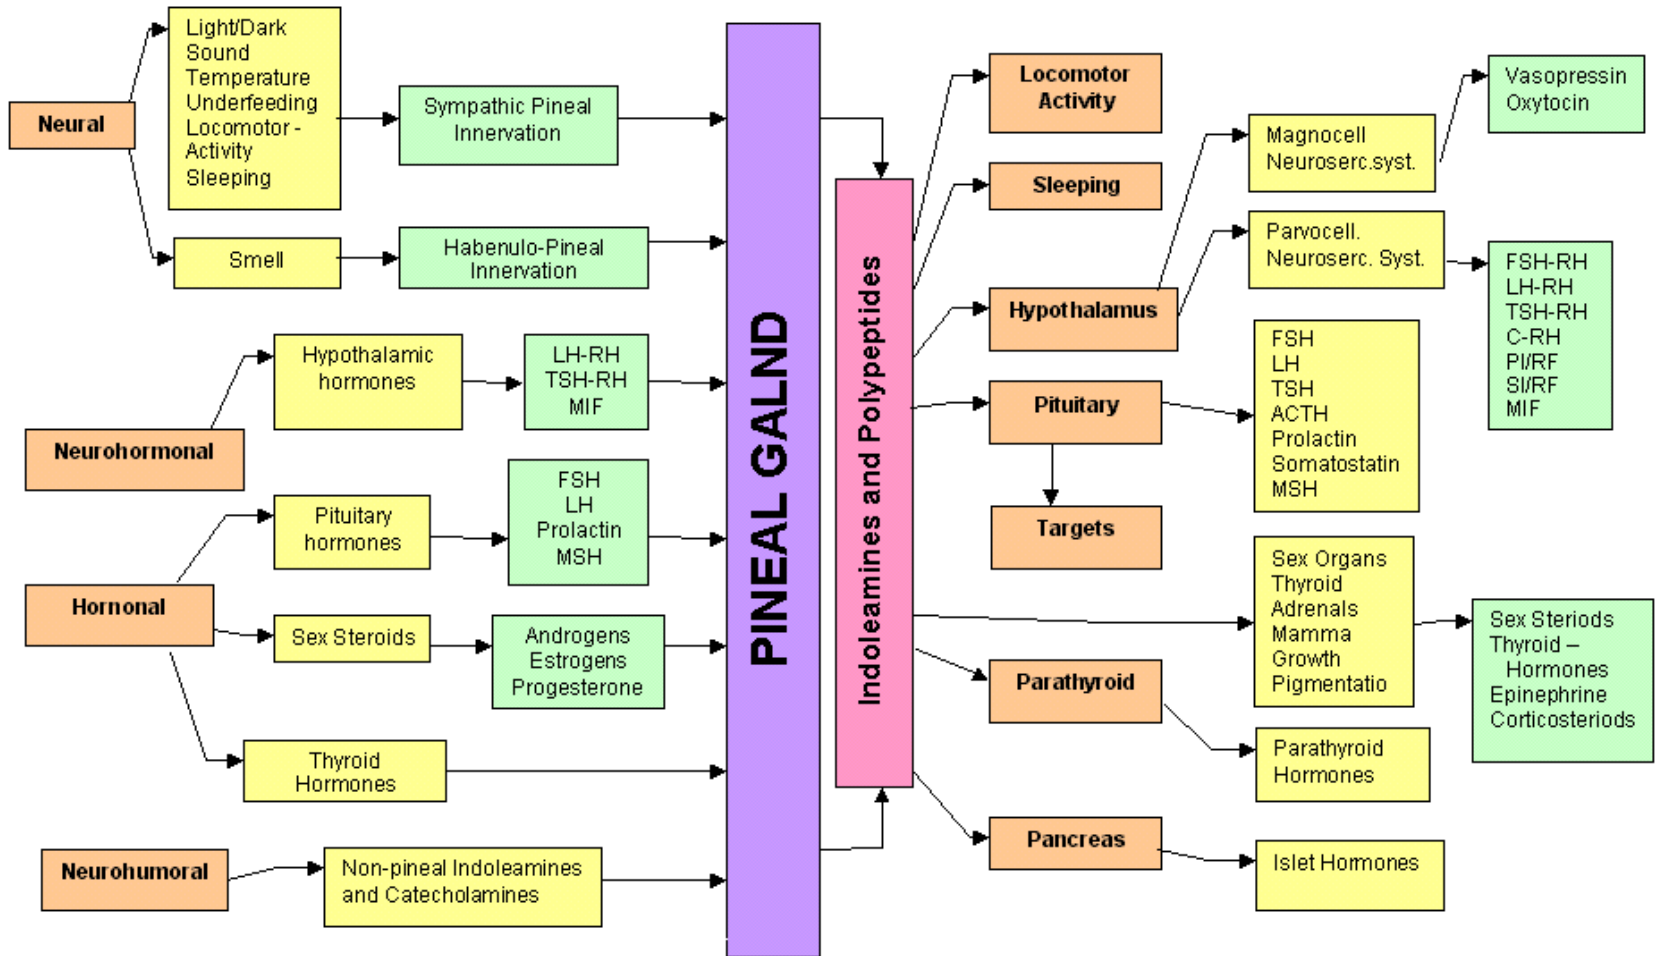 Light/Dark
Sound
Temperature
Underfeeding
Locomotor -
Activity
Sleeping
Neural
Sympathic Pineal
Innervation
Smell
Habenulo-Pineal
Innervation
Hypothalamic
hormones
LH-RH
TSH-RH
MIF
Neurohormonal
Pituitary
hormones
FSH
LH
Prolactin
MSH
Hornonal
Sex Steroids
Androgens
Estrogens
Progesterone
Thyroid
Hormones
Neurohumoral
Non-pineal Indoleamines
and Catecholamines
PINEAL GALND
Indoleamines and Polypeptides
Locomotor
Activity
Sleeping
Hypothalamus
Magnocell
Neuroserc.syst.
Vasopressin
Oxytocin
Parvocell.
Neuroserc. Syst.
FSH-RH
LH-RH
TSH-RH
C-RH
PI/RF
SI/RF
MIF
Pituitary
FSH
LH
TSH
ACTH
Prolactin
Somatostatin
MSH
Targets
Sex Organs
Thyroid
Adrenals
Mamma
Growth
Pigmentatio
Sex Steriods
Thyroid –
Hormones
Epinephrine
Corticosteriods
Parathyroid
Parathyroid
Hormones
Pancreas
Islet Hormones